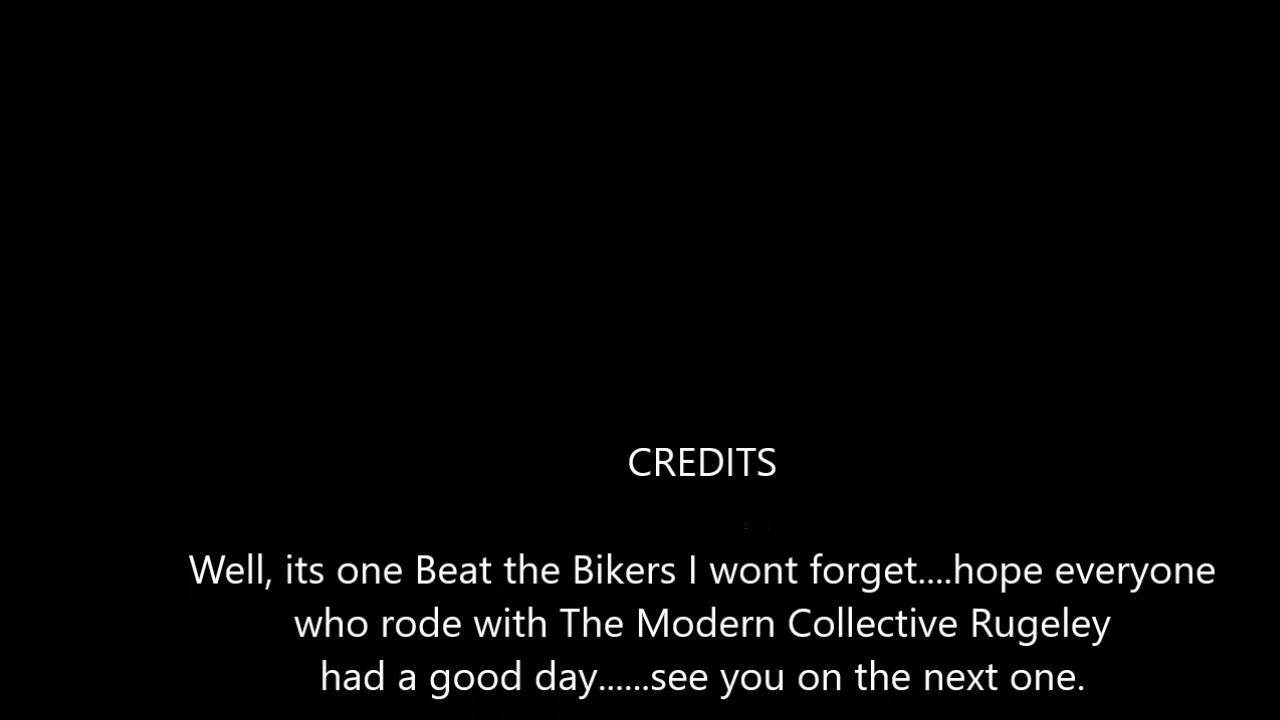 CREDITS
Well, its one Beat the Bikers I wont forget....hope everyone
who rode with The Modern Collective Rugeley
had a good day......see you on the next one.